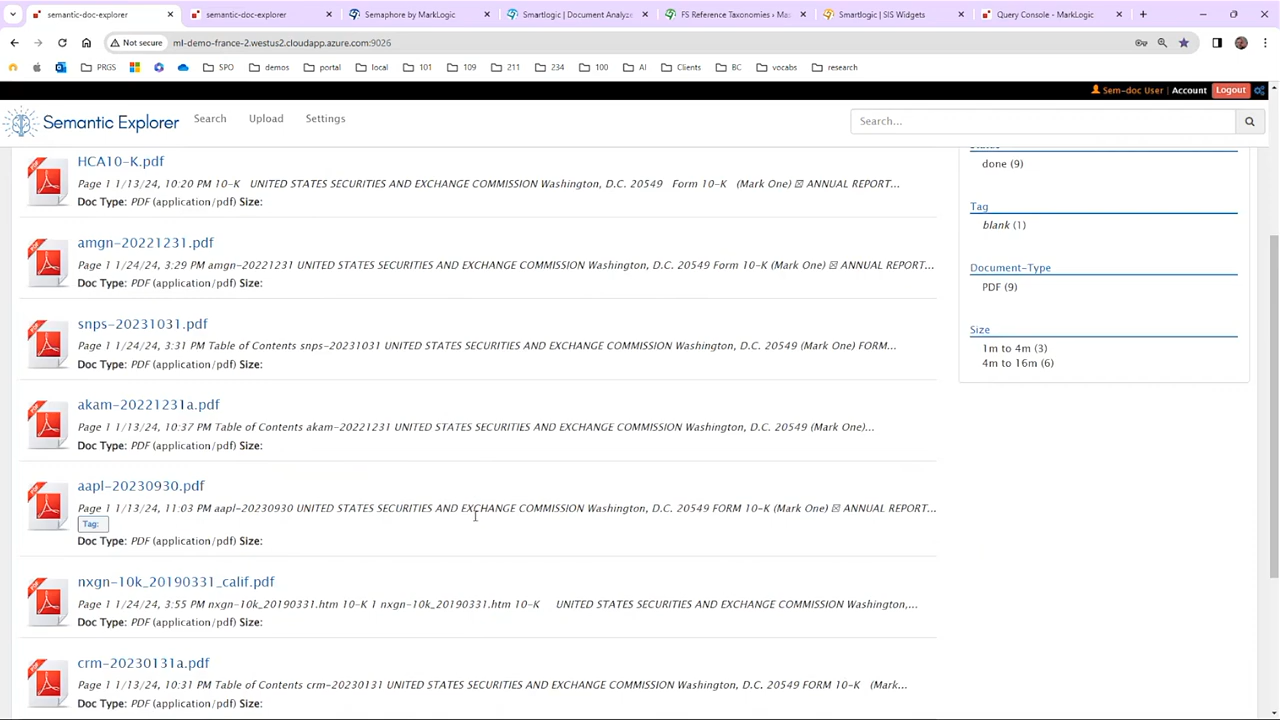 semantic-doc-explorer
semantic-doc-explorer
Semaphore by MarkLogic
Smartlogic | Document Analyze
FS Reference Taxonomies › Ma
Smartlogic | SIS Widgets
Query Console - MarkLogic
Not secure
ml-demo-france-2.westus2.cloudapp.azure.com:9026
PRGS
SPO
demos
portal
local
101
109
211
234
100
AI
Clients
BC
vocabs
research
Sem-doc User | Account
Logout
Semantic Explorer
Search
Upload
Settings
Search...
HCA10-K.pdf
Page 1 1/13/24, 10:20 PM 10-K UNITED STATES SECURITIES AND EXCHANGE COMMISSION Washington, D.C. 20549 Form 10-K (Mark One) ☒ ANNUAL REPORT...
Doc Type: PDF (application/pdf) Size:
amgn-20221231.pdf
Page 1 1/24/24, 3:29 PM amgn-20221231 UNITED STATES SECURITIES AND EXCHANGE COMMISSION Washington, D.C. 20549 Form 10-K (Mark One) ☒ ANNUAL REPORT...
Doc Type: PDF (application/pdf) Size:
snps-20231031.pdf
Page 1 1/24/24, 3:31 PM Table of Contents snps-20231031 UNITED STATES SECURITIES AND EXCHANGE COMMISSION Washington, D.C. 20549 (Mark One) FORM...
Doc Type: PDF (application/pdf) Size:
akam-20221231a.pdf
Page 1 1/13/24, 10:37 PM Table of Contents akam-20221231 UNITED STATES SECURITIES AND EXCHANGE COMMISSION Washington, D.C. 20549 (Mark One)...
Doc Type: PDF (application/pdf) Size:
aapl-20230930.pdf
Page 1 1/13/24, 11:03 PM aapl-20230930 UNITED STATES SECURITIES AND EXCHANGE COMMISSION Washington, D.C. 20549 FORM 10-K (Mark One) ☒ ANNUAL REPORT...
Tag:
Doc Type: PDF (application/pdf) Size:
nxgn-10k_20190331_calif.pdf
Page 1 1/24/24, 3:55 PM nxgn-10k_20190331.htm 10-K 1 nxgn-10k_20190331.htm 10-K UNITED STATES SECURITIES AND EXCHANGE COMMISSION Washington,...
Doc Type: PDF (application/pdf) Size:
crm-20230131a.pdf
Page 1 1/13/24, 10:31 PM Table of Contents crm-20230131 UNITED STATES SECURITIES AND EXCHANGE COMMISSION Washington, D.C. 20549 FORM 10-K (Mark...
Doc Type: PDF (application/pdf) Size:
done (9)
Tag
blank (1)
Document-Type
PDF (9)
Size
1m to 4m (3)
4m to 16m (6)